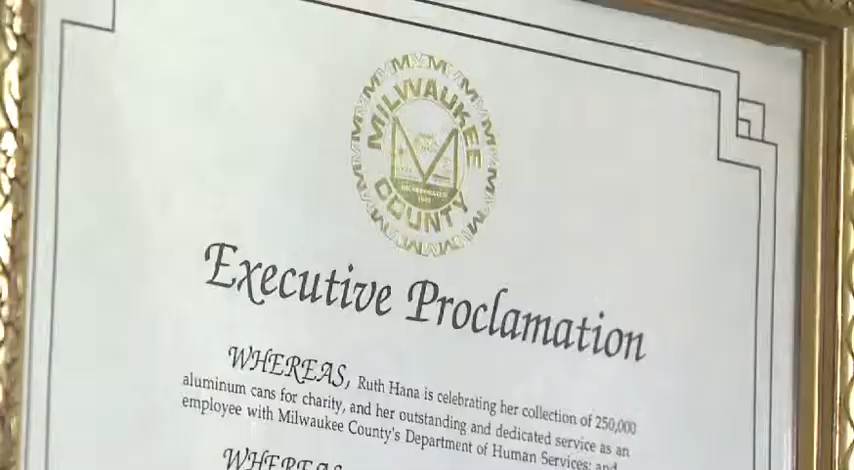 MILWAUKEE
COUNTY
Executive Proclamation
WHEREAS, Ruth Hana is celebrating her collection of 250,000
aluminum cans for charity, and her outstanding and dedicated service as an
employee with Milwaukee County's Department of Human Services; and
WHEREAS